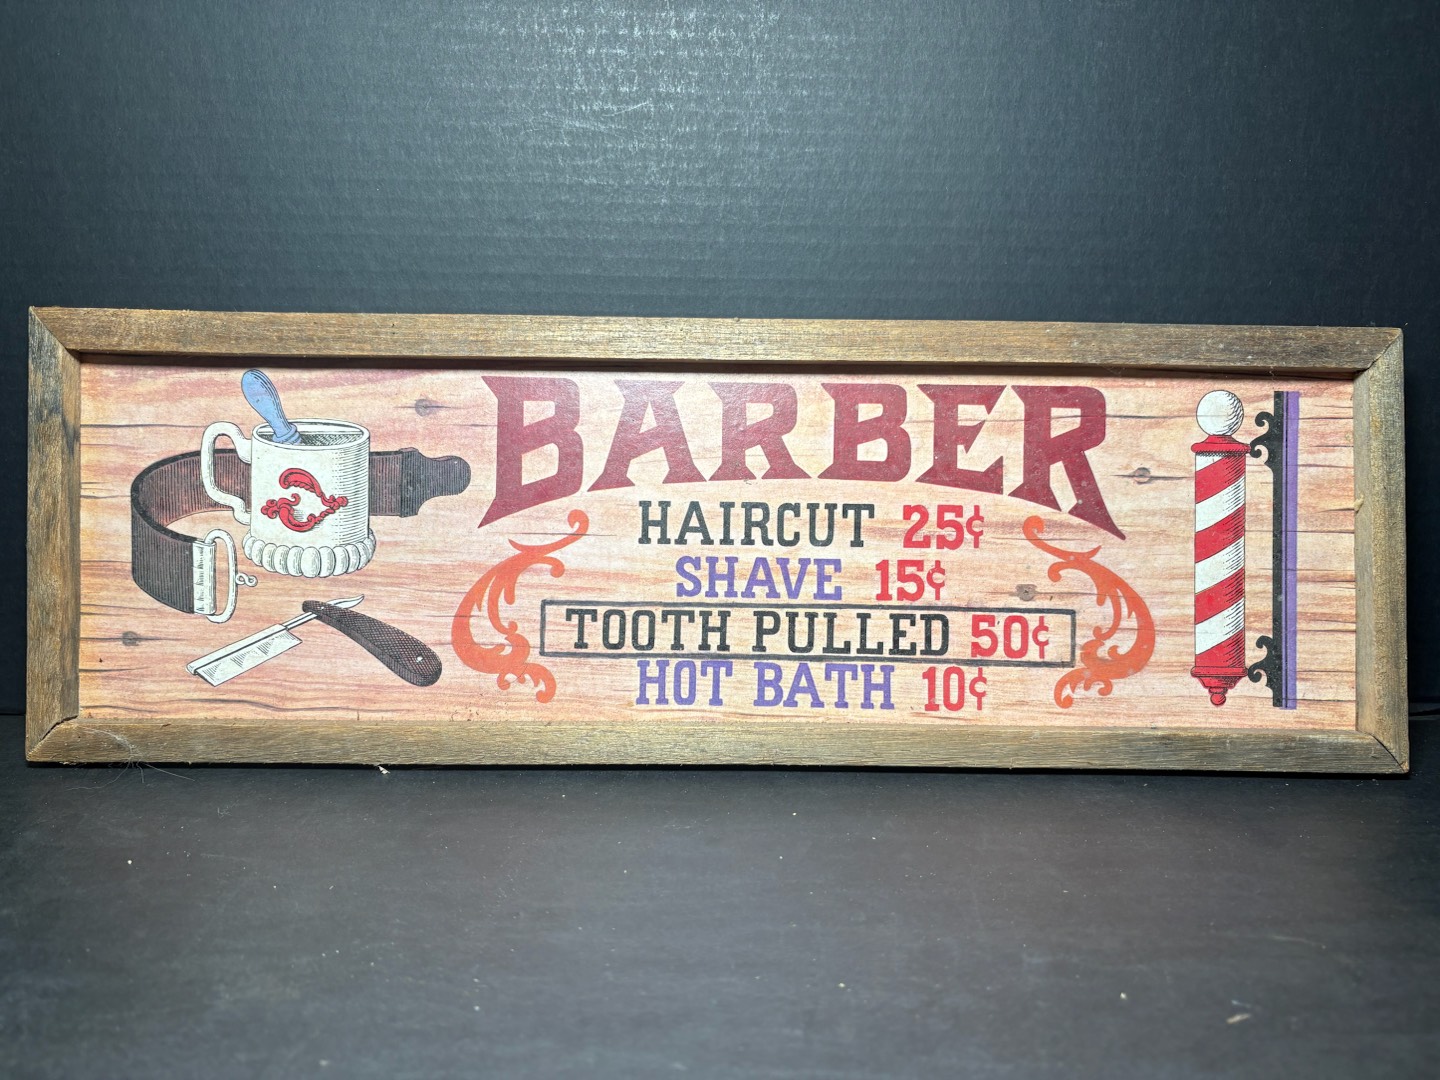 BARBER
HAIRCUT 25¢
SHAVE 15¢
TOOTH PULLED 50¢
HOT BATH 10¢